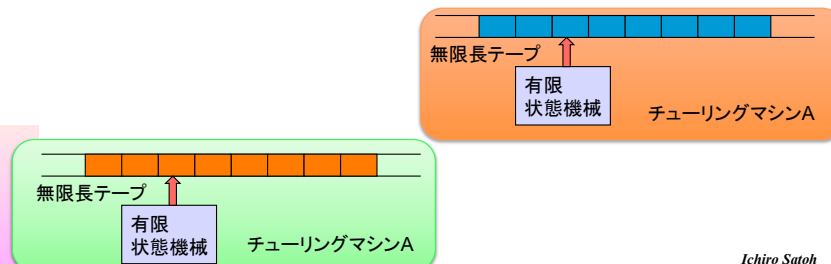 無限長テープ
有限
状態機械
チューリングマシンA
無限長テープ
有限
状態機械
チューリングマシンA
Ichiro Satoh